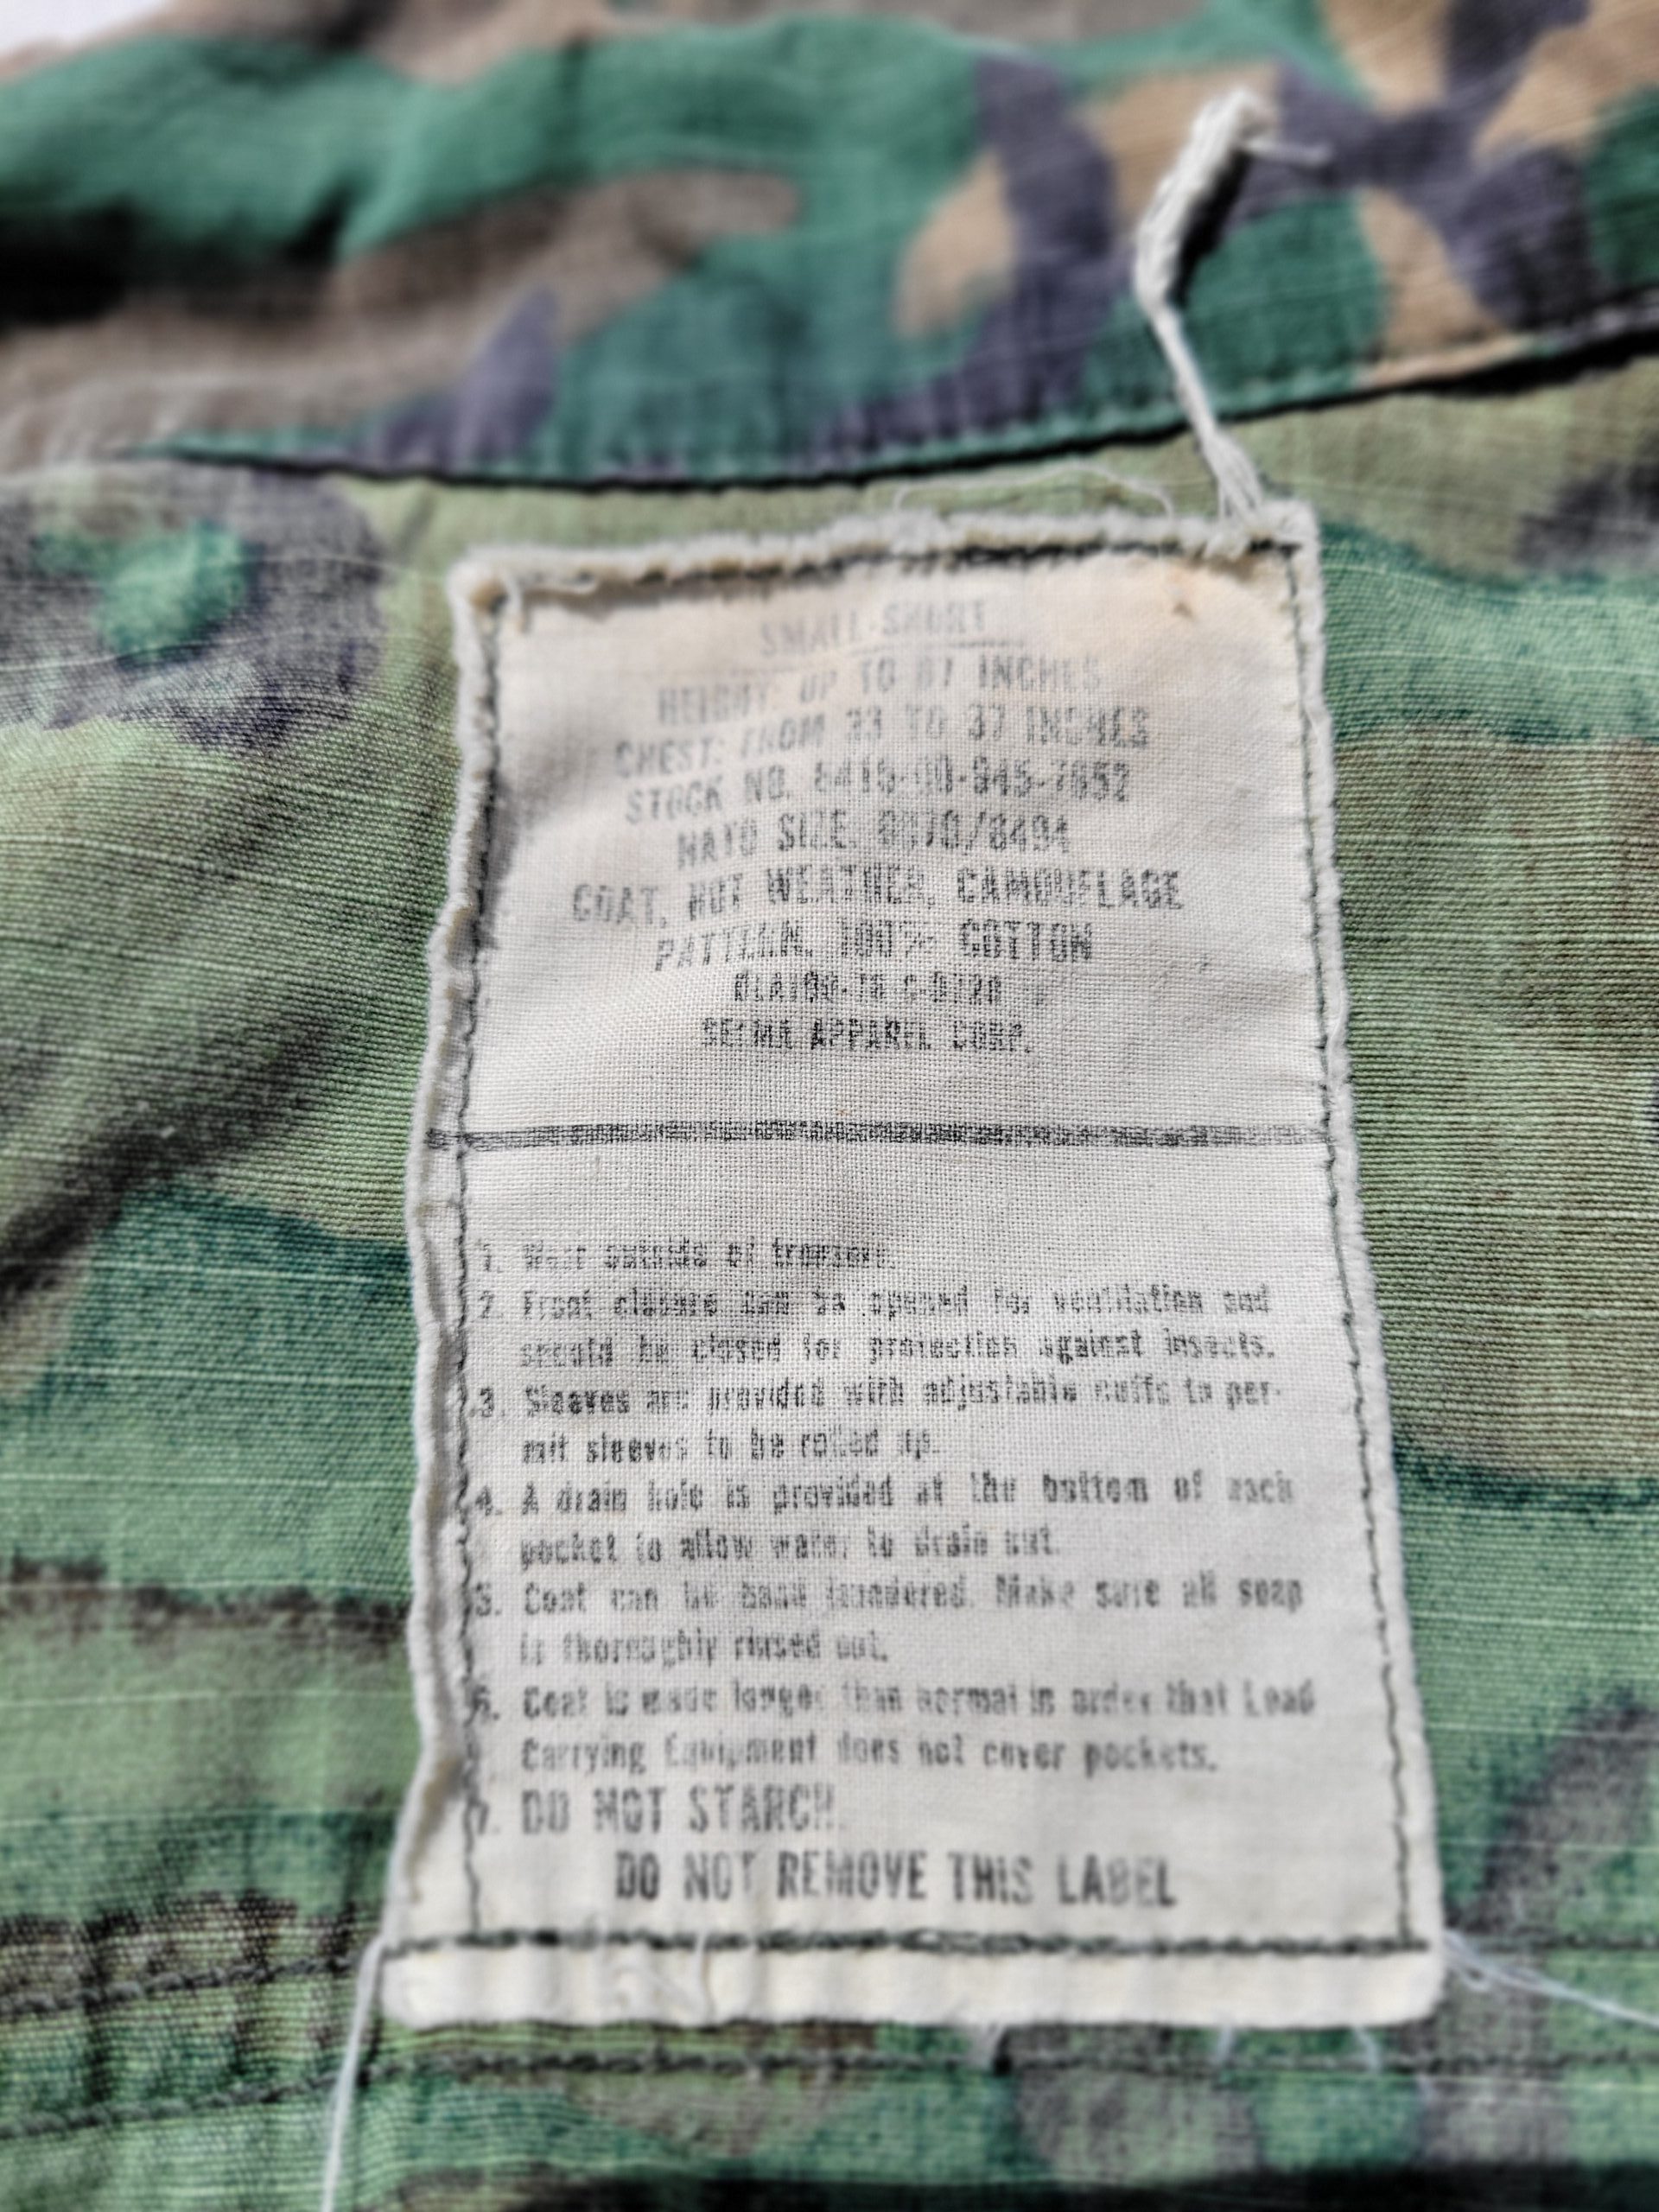 SMALL-SHORT
HEIGHT: UP TO 67 INCHES
CHEST: FROM 33 TO 37 INCHES
STOCK NO. 8415-00-945-7652
NATO SIZE: 0070/8494
COAT, HOT WEATHER, CAMOUFLAGE
PATTERN, 100% COTTON
SELMA APPAREL CORP.
1. Wear outside of trousers.
2. Front closure can be opened for ventilation and
should be closed for protection against insects.
3. Sleeves are provided with adjustable cuffs to per-
mit sleeves to be rolled up.
4. A drain hole is provided at the bottom of each
pocket to allow water to drain out.
5. Coat can be hand laundered. Make sure all soap
is thoroughly rinsed out.
6. Coat is made longer than normal in order that Load
Carrying Equipment does not cover pockets.
7. DO NOT STARCH.
DO NOT REMOVE THIS LABEL